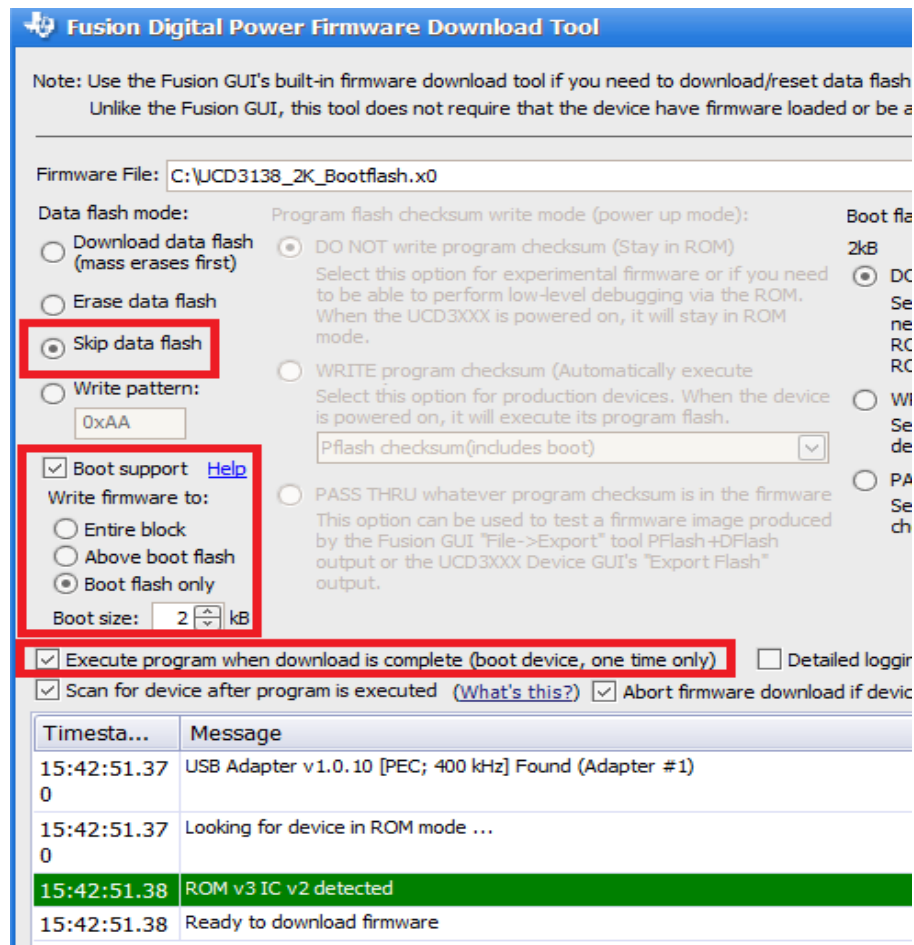 Fusion Digital Power Firmware Download Tool
Note: Use the Fusion GUI's built-in firmware download tool if you need to download/reset data flash
Unlike the Fusion GUI, this tool does not require that the device have firmware loaded or be a
Firmware File: C:\UCD3138_2K_Bootflash.x0
Data flash mode:
Download data flash
(mass erases first)
Erase data flash
Skip data flash
Write pattern:
0xAA
Boot support Help
Write firmware to:
Entire block
Above boot flash
Boot flash only
Boot size: 2 kB
Program flash checksum write mode (power up mode):
DO NOT write program checksum (Stay in ROM)
Select this option for experimental firmware or if you need
to be able to perform low-level debugging via the ROM.
When the UCD3XXX is powered on, it will stay in ROM
mode.
WRITE program checksum (Automatically execute
Select this option for production devices. When the device
is powered on, it will execute its program flash.
Pflash checksum(includes boot)
PASS THRU whatever program checksum is in the firmware
This option can be used to test a firmware image produced
by the Fusion GUI "File->Export" tool PFlash+DFlash
output or the UCD3XXX Device GUI's "Export Flash"
output.
Boot fla
2kB
DO
Se
ne
RO
RO
WR
Se
de
PA
Se
ch
Execute program when download is complete (boot device, one time only) Detailed loggin
Scan for device after program is executed (What's this?) Abort firmware download if devic
Timesta... Message
15:42:51.37 USB Adapter v1.0.10 [PEC; 400 kHz] Found (Adapter #1)
0
15:42:51.37 Looking for device in ROM mode ...
0
15:42:51.38 ROM v3 IC v2 detected
15:42:51.38 Ready to download firmware